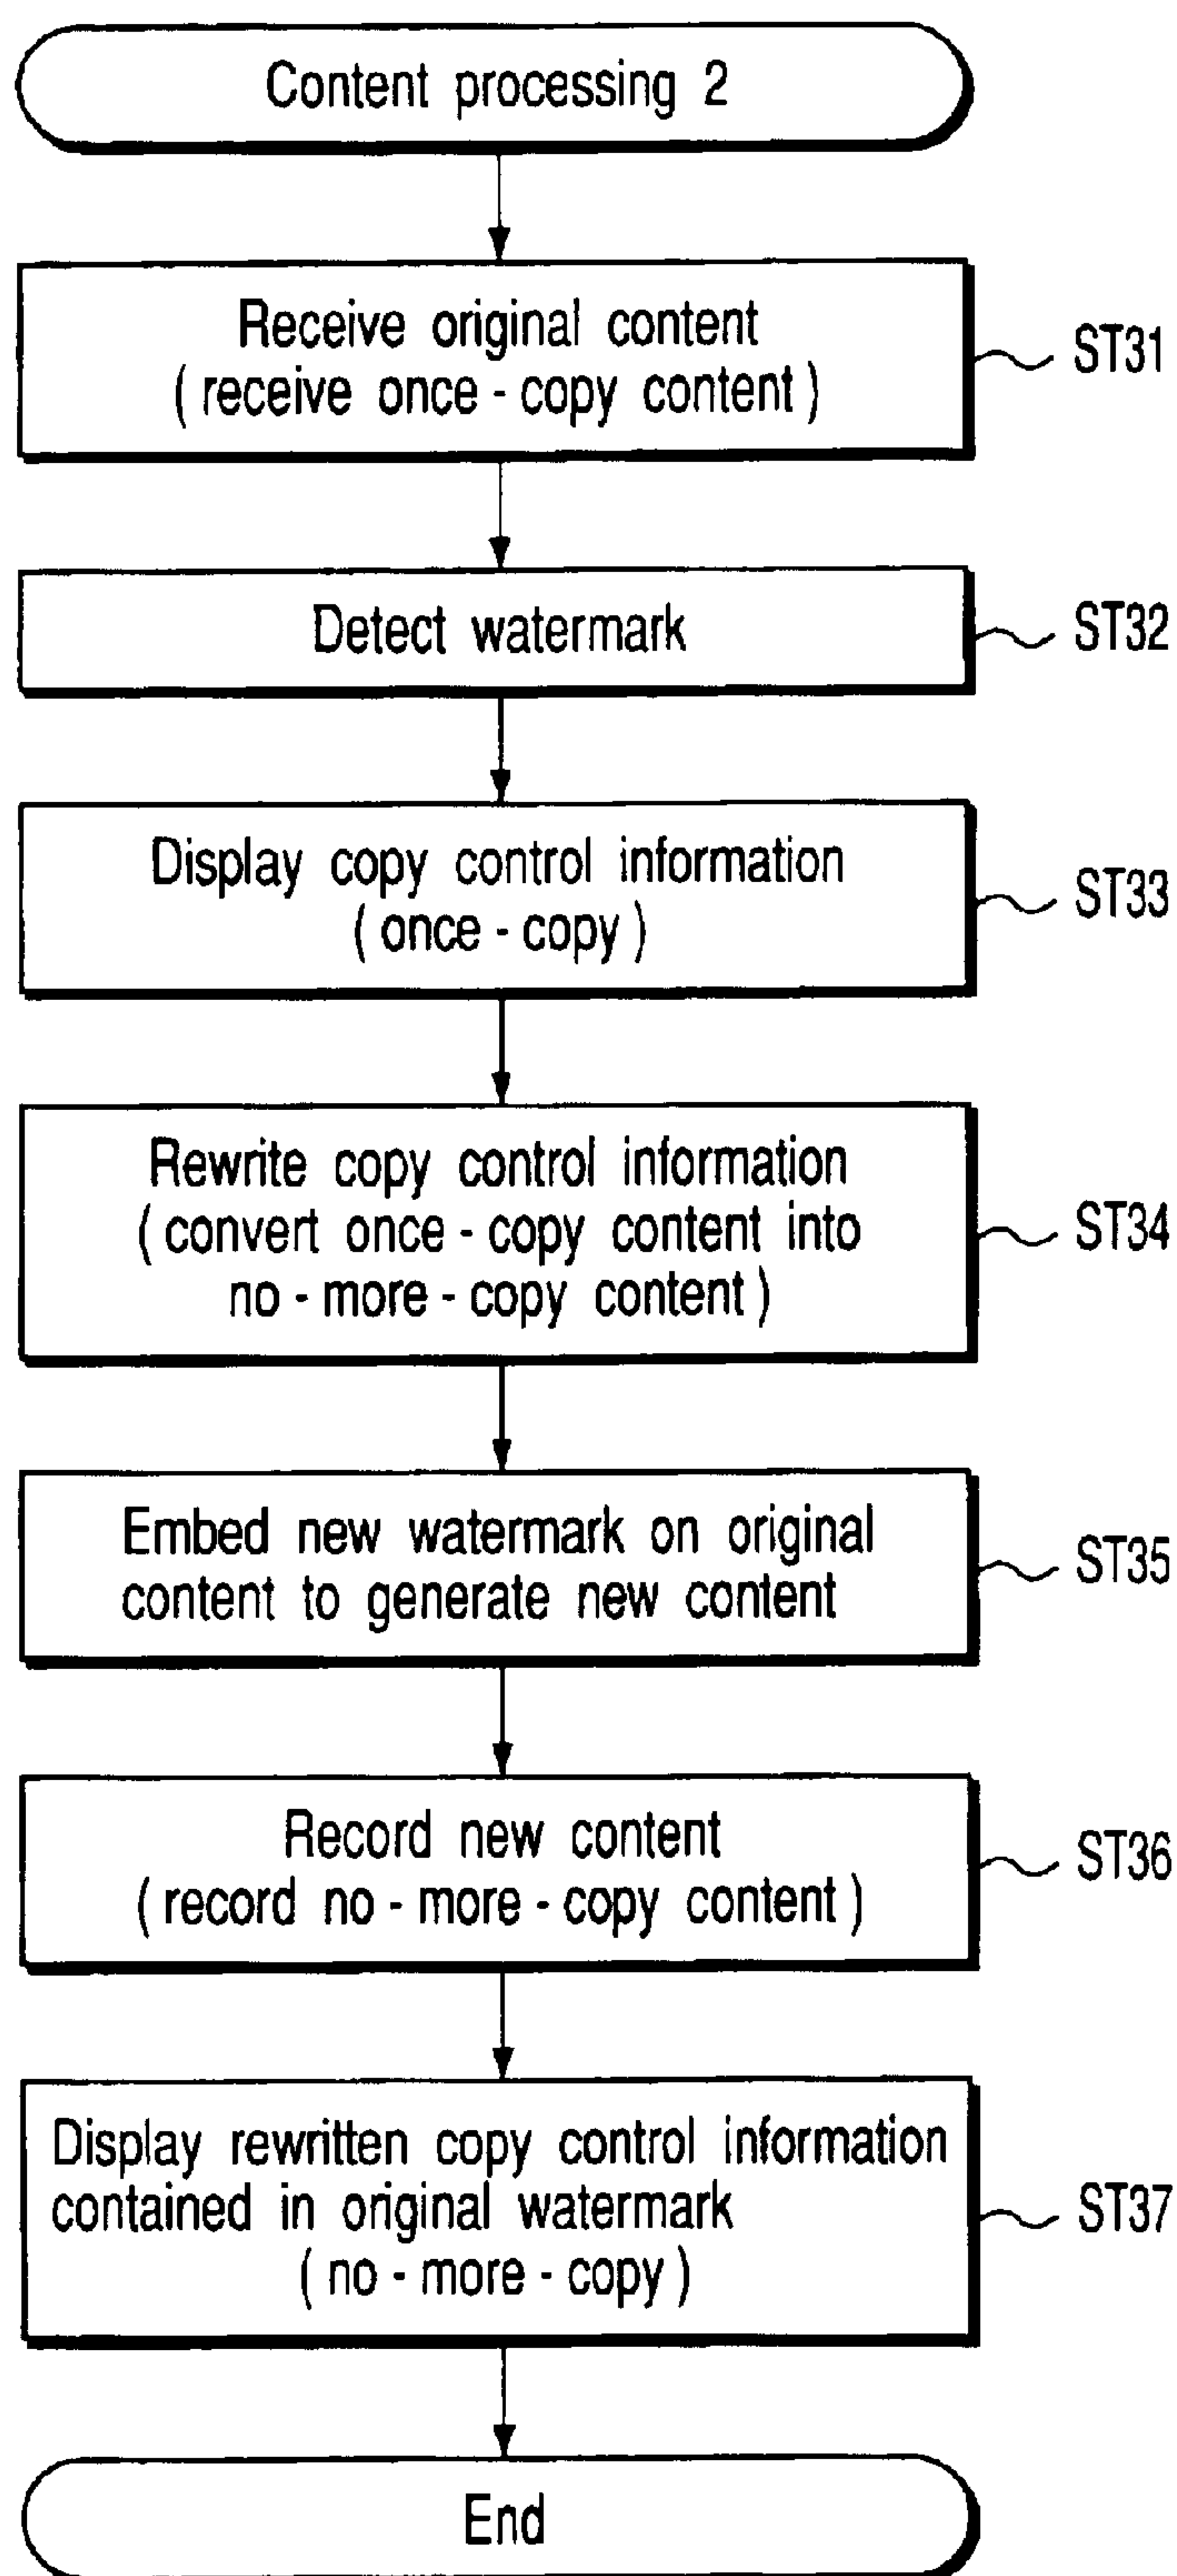 Content processing 2
Receive original content
( receive once - copy content )
ST31
Detect watermark
ST32
Display copy control information
( once - copy )
ST33
Rewrite copy control information
( convert once - copy content into
no - more - copy content )
ST34
Embed new watermark on original
content to generate new content
ST35
Record new content
( record no - more - copy content )
ST36
Display rewritten copy control information
contained in original watermark
( no - more - copy )
ST37
End